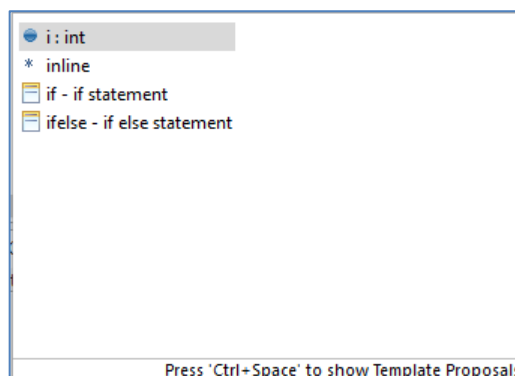 i : int
* inline
if - if statement
ifelse - if else statement
Press 'Ctrl+Space' to show Template Proposals